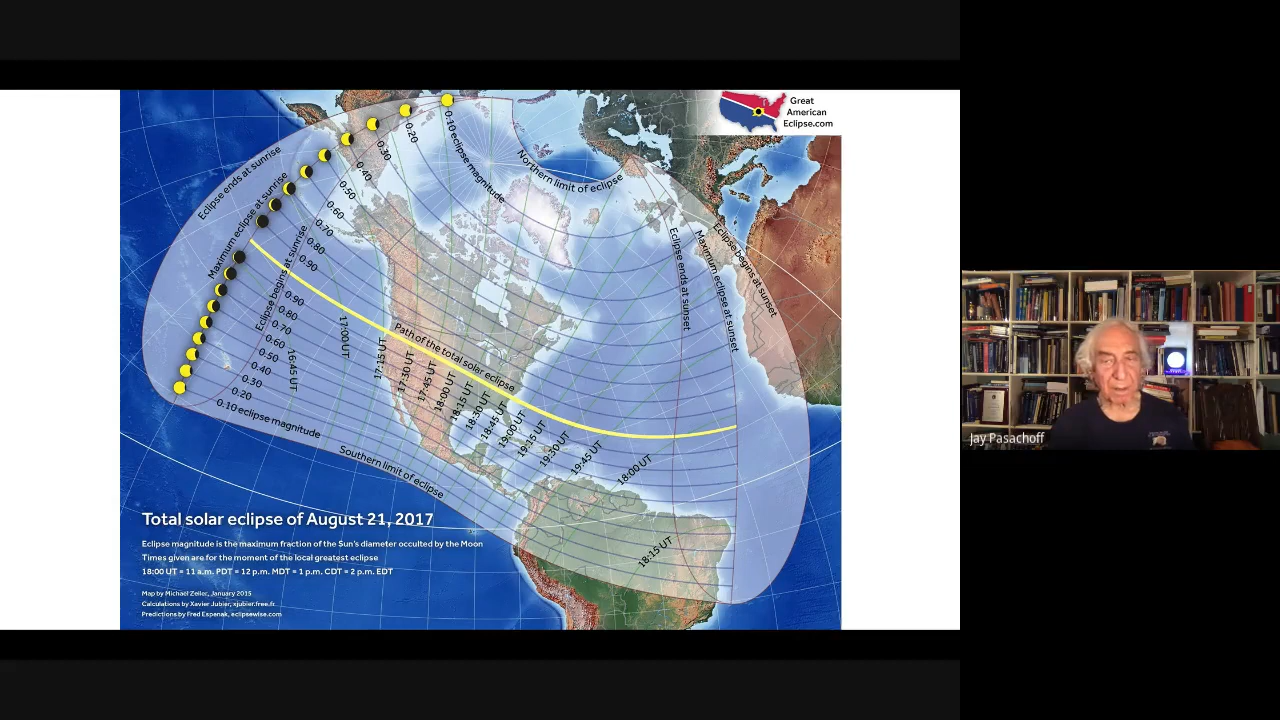 Great
American
Eclipse.com
Eclipse ends at sunrise
Maximum eclipse at sunrise
Eclipse begins at sunrise
0.10 eclipse magnitude
0.20
0.30
0.40
0.50
0.60
0.70
0.80
0.90
0.90
0.80
0.70
0.60
0.50
0.40
0.30
0.20
0.10 eclipse magnitude
Northern limit of eclipse
Eclipse ends at sunset
Maximum eclipse at sunset
Eclipse begins at sunset
Path of the total solar eclipse
16:45 UT
17:00 UT
17:15 UT
17:30 UT
17:45 UT
18:00 UT
18:15 UT
18:30 UT
18:45 UT
19:00 UT
19:15 UT
19:30 UT
19:45 UT
18:00 UT
18:15 UT
Southern limit of eclipse
Total solar eclipse of August 21, 2017
Eclipse magnitude is the maximum fraction of the Sun's diameter occulted by the Moon
Times given are for the moment of the local greatest eclipse
18:00 UT = 11 a.m. PDT = 12 p.m. MDT = 1 p.m. CDT = 2 p.m. EDT
Map by Michael Zeiler, January 2015
Calculations by Xavier Jubier, xjubier.free.fr
Predictions by Fred Espenak, eclipsewise.com
Jay Pasachoff